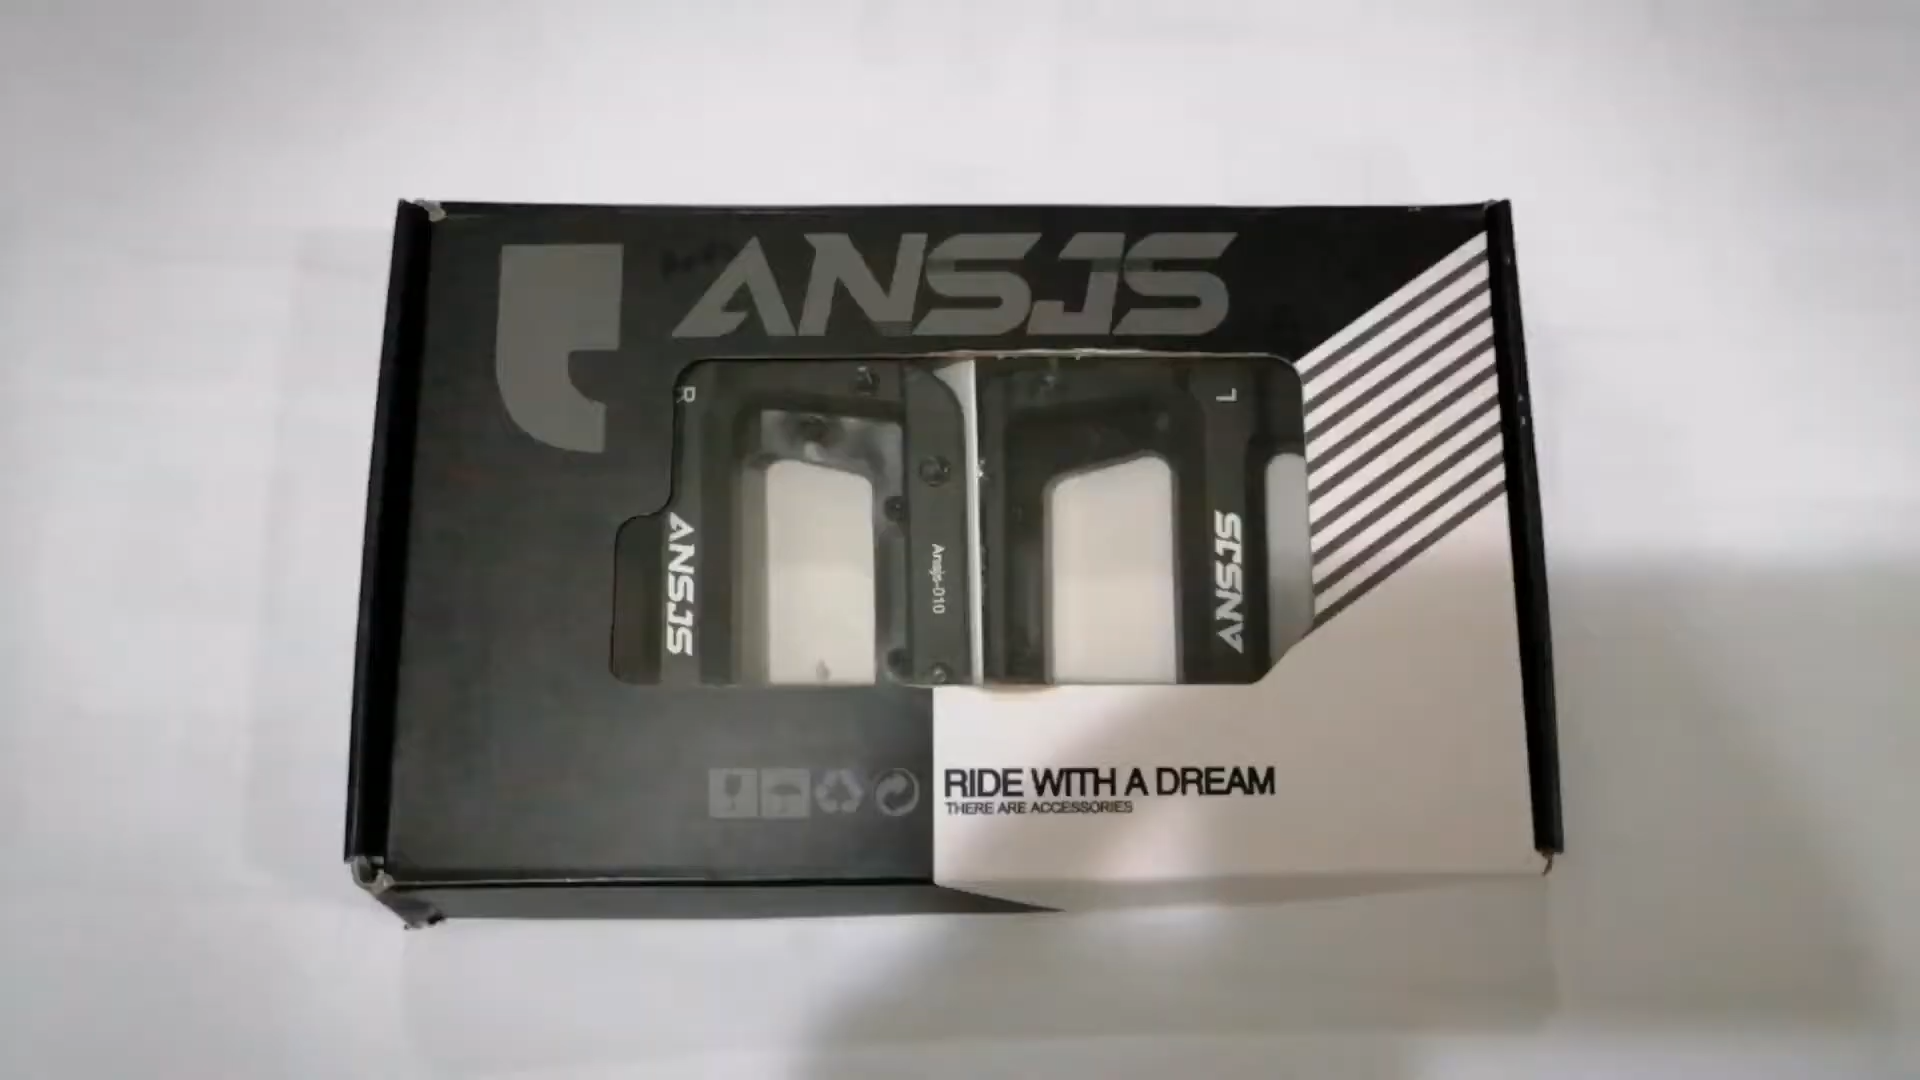 ANSJS
R
L
ANSJS
Ansjs-010
ANSJS
RIDE WITH A DREAM
THERE ARE ACCESSORIES